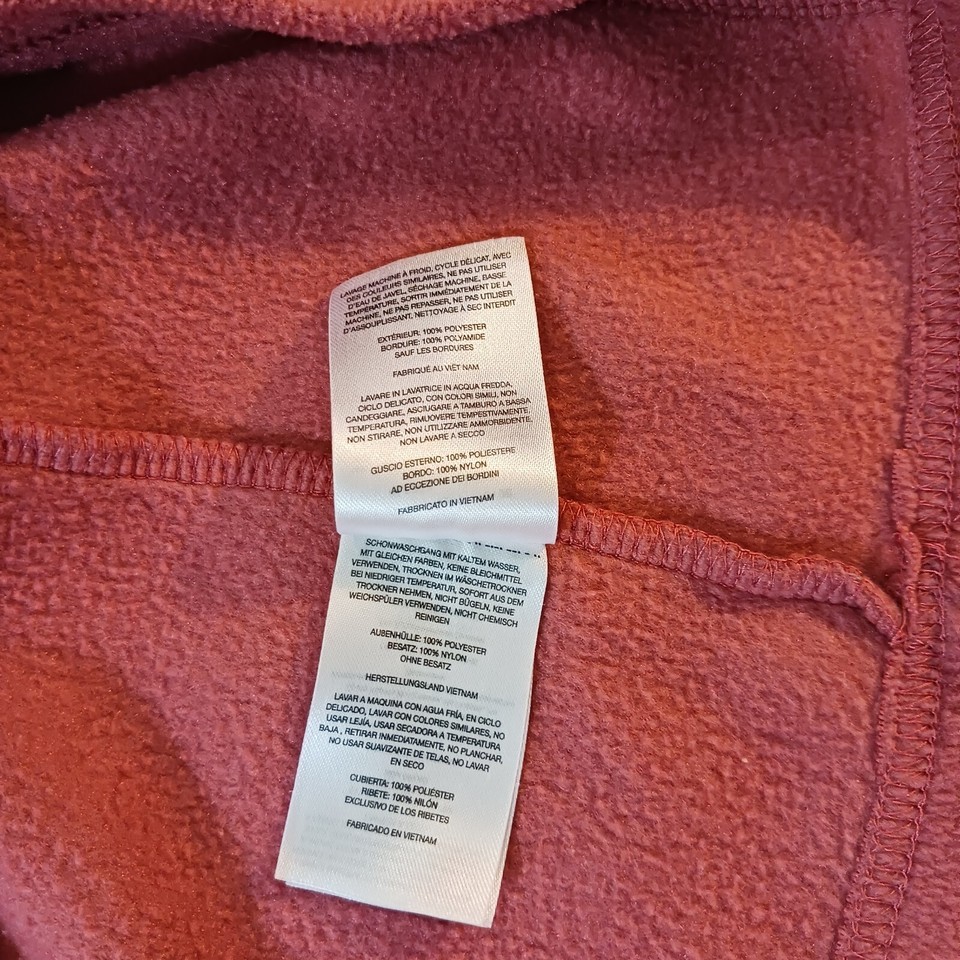 LAVAGE MACHINE À FROID, CYCLE DÉLICAT, AVEC
DES COULEURS SIMILAIRES, NE PAS UTILISER
D'EAU DE JAVEL, SÉCHAGE MACHINE, BASSE
TEMPÉRATURE, SORTIR IMMÉDIATEMENT DE LA
MACHINE, NE PAS REPASSER, NE PAS UTILISER
D'ASSOUPLISSANT, NETTOYAGE À SEC INTERDIT
EXTÉRIEUR: 100% POLYESTER
BORDURE: 100% POLYAMIDE
SAUF LES BORDURES
FABRIQUÉ AU VIÊT NAM
LAVARE IN LAVATRICE IN ACQUA FREDDA,
CICLO DELICATO, CON COLORI SIMILI, NON
CANDEGGIARE, ASCIUGARE A TAMBURO A BASSA
TEMPERATURA, RIMUOVERE TEMPESTIVAMENTE,
NON STIRARE, NON UTILIZZARE AMMORBIDENTE,
NON LAVARE A SECCO
GUSCIO ESTERNO: 100% POLIESTERE
BORDO: 100% NYLON
AD ECCEZIONE DEI BORDINI
FABBRICATO IN VIETNAM
SCHONWASCHGANG MIT KALTEM WASSER,
MIT GLEICHEN FARBEN, KEINE BLEICHMITTEL
VERWENDEN, TROCKNEN IM WÄSCHETROCKNER
BEI NIEDRIGER TEMPERATUR, SOFORT AUS DEM
TROCKNER NEHMEN, NICHT BÜGELN, KEINE
WEICHSPÜLER VERWENDEN, NICHT CHEMISCH
REINIGEN
AUßENHÜLLE: 100% POLYESTER
BESATZ: 100% NYLON
OHNE BESATZ
HERSTELLUNGSLAND VIETNAM
LAVAR A MAQUINA CON AGUA FRÍA, EN CICLO
DELICADO, LAVAR CON COLORES SIMILARES, NO
USAR LEJÍA, USAR SECADORA A TEMPERATURA
BAJA , RETIRAR IMMEDIATAMENTE, NO PLANCHAR,
NO USAR SUAVIZANTE DE TELAS, NO LAVAR
EN SECO
CUBIERTA: 100% POLIÉSTER
RIBETE: 100% NILÓN
EXCLUSIVO DE LOS RIBETES
FABRICADO EN VIETNAM